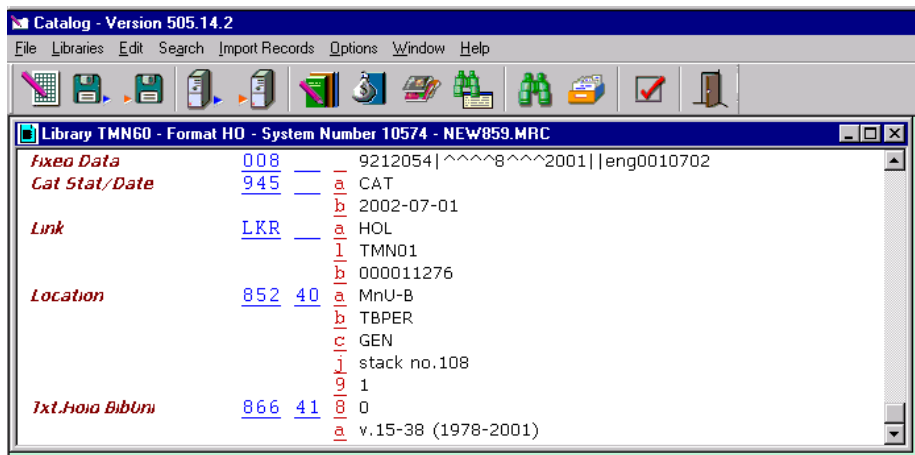 Catalog - Version 505.14.2
File Libraries Edit Search Import Records Options Window Help
Library TMN60 - Format HO - System Number 10574 - NEW859.MRC
Fixed Data 008 9212054|^^^^8^^^2001||eng0010702
Cat Stat/Date 945 a CAT
b 2002-07-01
Link LKR a HOL
l TMN01
b 000011276
Location 852 40 a MnU-B
b TBPER
c GEN
j stack no.108
9 1
Txt.Hold BibUni 866 41 8 0
a v.15-38 (1978-2001)